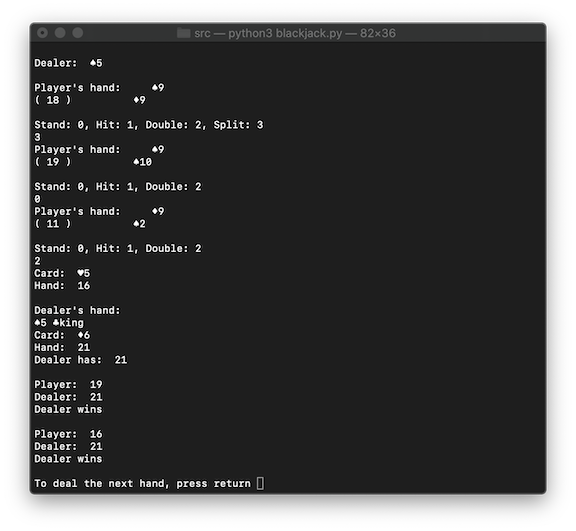 src — python3 blackjack.py — 82×36
Dealer:  ♠5
Player's hand:     ♠9
( 18 )          ♦9
Stand: 0, Hit: 1, Double: 2, Split: 3
3
Player's hand:     ♠9
( 19 )          ♠10
Stand: 0, Hit: 1, Double: 2
0
Player's hand:     ♦9
( 11 )          ♠2
Stand: 0, Hit: 1, Double: 2
2
Card:  ♥5
Hand:  16
Dealer's hand:
♠5 ♣king
Card:  ♦6
Hand:  21
Dealer has:  21
Player:  19
Dealer:  21
Dealer wins
Player:  16
Dealer:  21
Dealer wins
To deal the next hand, press return